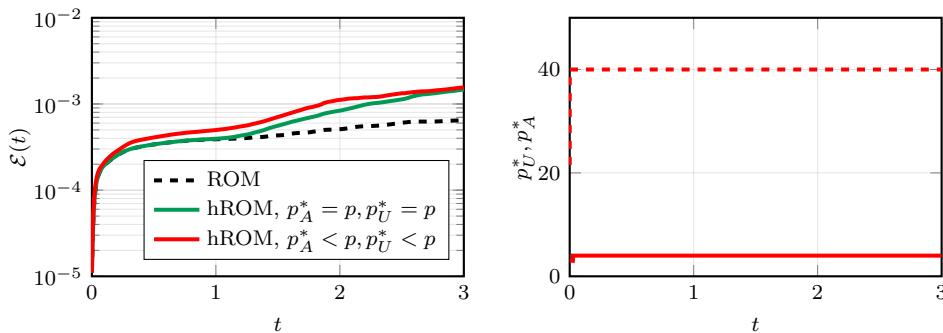 10^{-2}
10^{-3}
10^{-4}
10^{-5}
\mathcal{E}(t)
ROM
hROM, p_A^* = p, p_U^* = p
hROM, p_A^* < p, p_U^* < p
0
1
2
3
t
40
20
0
p_U^*, p_A^*
0
1
2
3
t